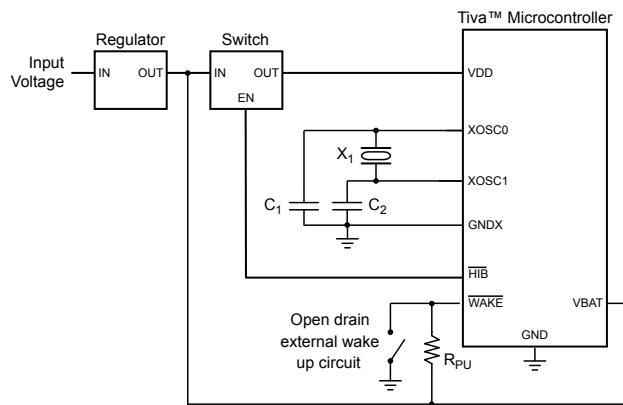 Tiva™ Microcontroller
Regulator
Switch
Input
Voltage
IN
OUT
IN
OUT
EN
VDD
XOSC0
X1
XOSC1
C1
C2
GNDX
HIB
WAKE
VBAT
Open drain
external wake
up circuit
RPU
GND